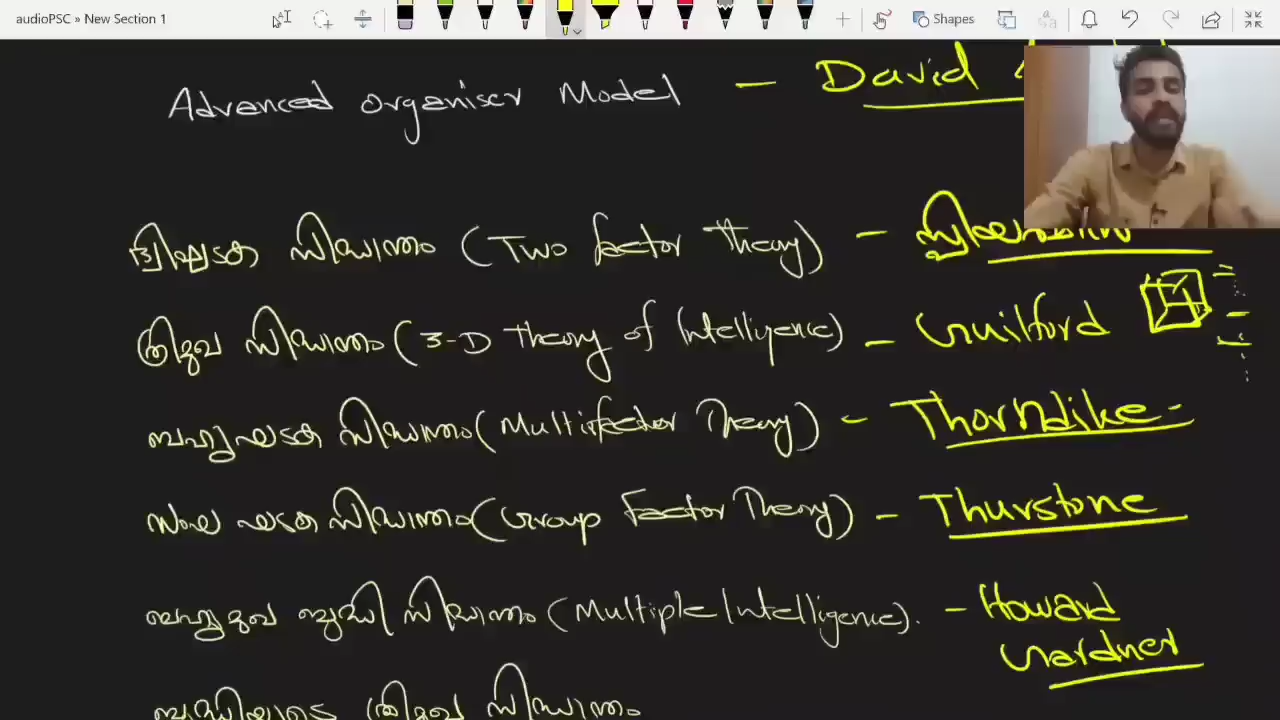 audioPSC » New Section 1
Shapes
Advanced organiser Model — David
ദ്വിഘടക സിദ്ധാന്തം (Two factor Theory) —
ത്രിമുഖ സിദ്ധാന്തം (3-D Theory of Intelligence) — Guilford
ബഹുഘടക സിദ്ധാന്തം (Multifactor Theory) — Thorndike
സംഘ ഘടക സിദ്ധാന്തം (Group Factor Theory) — Thurstone
ബഹുമുഖ ബുദ്ധി സിദ്ധാന്തം (Multiple Intelligence). — Howard Gardner
ബുദ്ധിയുടെ ത്രിമുഖ സിദ്ധാന്തം